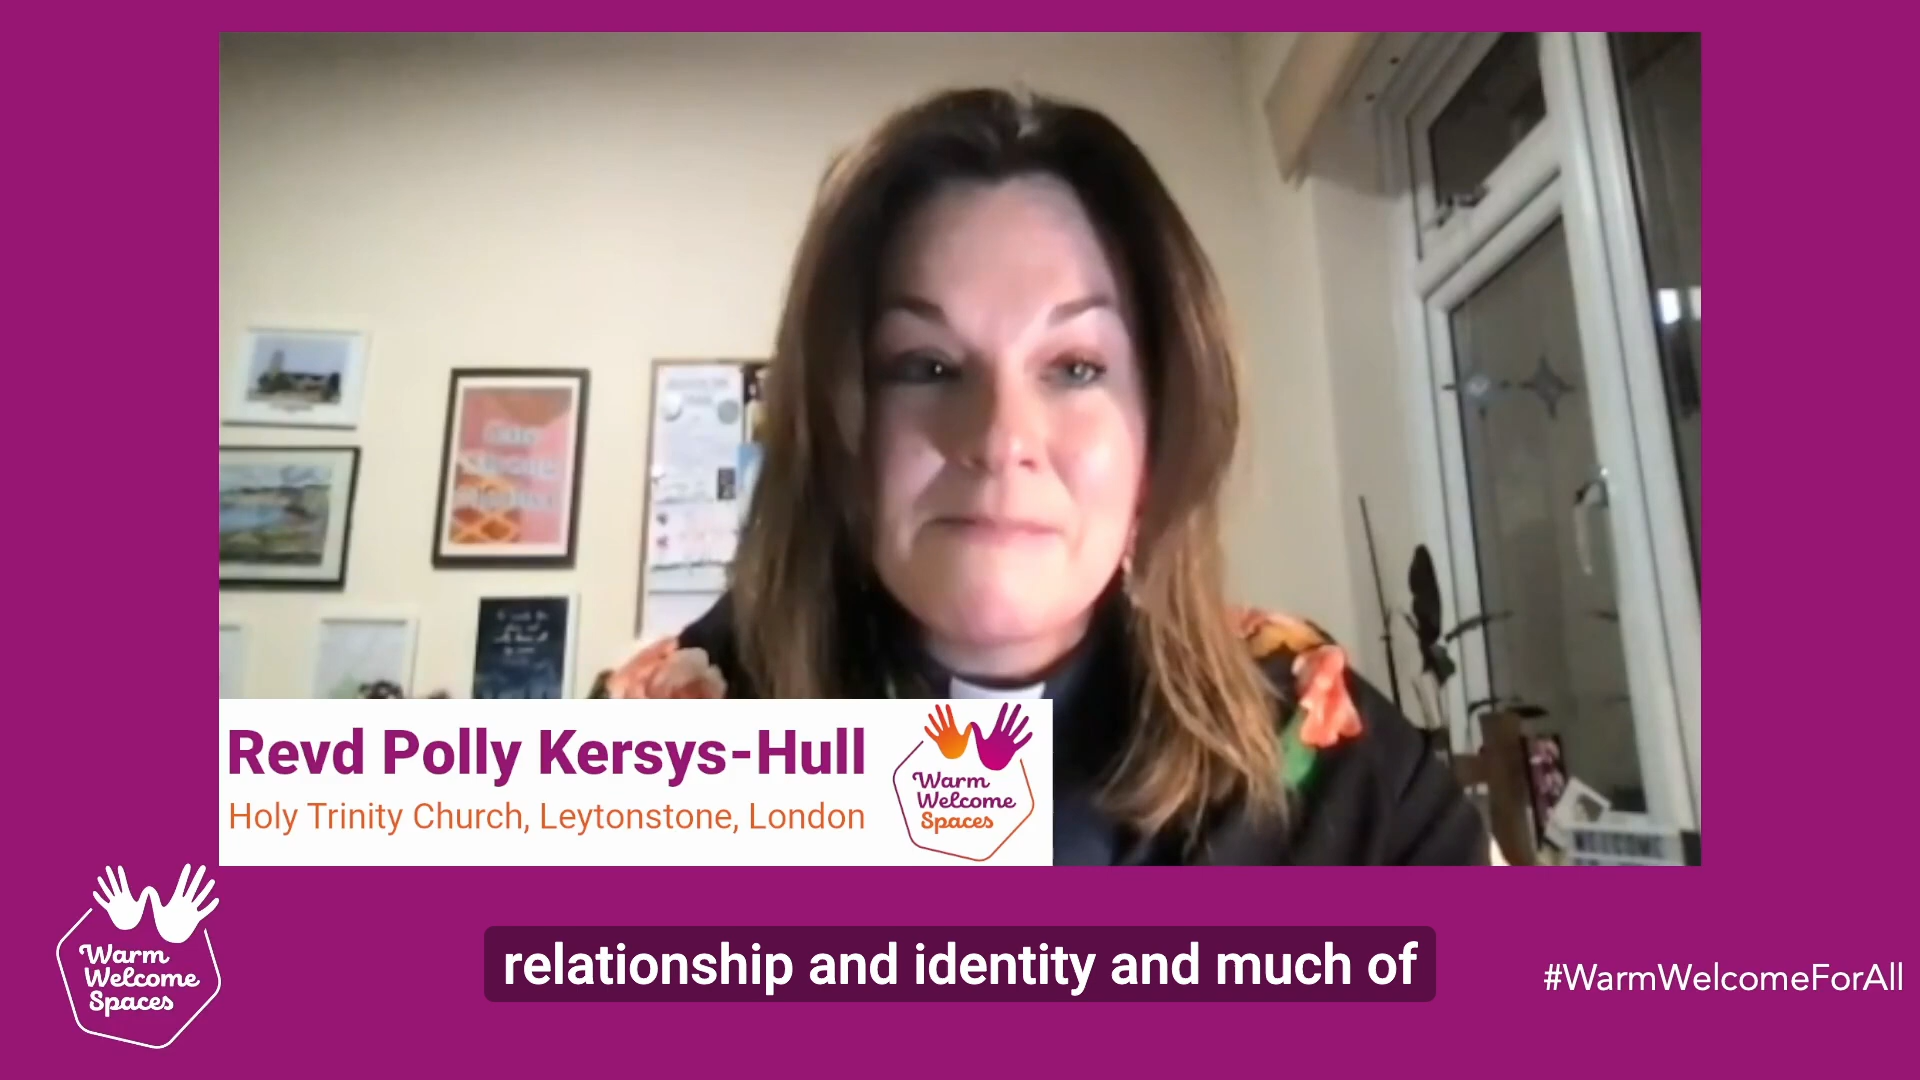 Revd Polly Kersys-Hull
Holy Trinity Church, Leytonstone, London
Warm
Welcome
Spaces
WELCOME
Warm
Welcome
Spaces
relationship and identity and much of
#WarmWelcomeForAll